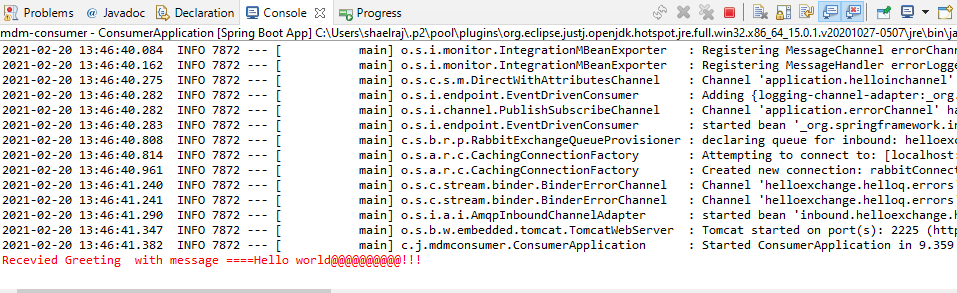 Problems @ Javadoc Declaration Console Progress
mdm-consumer - ConsumerApplication [Spring Boot App] C:\Users\shaelraj\.p2\pool\plugins\org.eclipse.justj.openjdk.hotspot.jre.full.win32.x86_64_15.0.1.v20201027-0507\jre\bin\ja
2021-02-20 13:46:40.084 INFO 7872 --- [ main] o.s.i.monitor.IntegrationMBeanExporter : Registering MessageChannel errorChann
2021-02-20 13:46:40.162 INFO 7872 --- [ main] o.s.i.monitor.IntegrationMBeanExporter : Registering MessageHandler errorLogge
2021-02-20 13:46:40.275 INFO 7872 --- [ main] o.s.c.s.m.DirectWithAttributesChannel : Channel 'application.helloinchannel'
2021-02-20 13:46:40.282 INFO 7872 --- [ main] o.s.i.endpoint.EventDrivenConsumer : Adding {logging-channel-adapter:_org.
2021-02-20 13:46:40.282 INFO 7872 --- [ main] o.s.i.channel.PublishSubscribeChannel : Channel 'application.errorChannel' ha
2021-02-20 13:46:40.283 INFO 7872 --- [ main] o.s.i.endpoint.EventDrivenConsumer : started bean '_org.springframework.in
2021-02-20 13:46:40.808 INFO 7872 --- [ main] c.s.b.r.p.RabbitExchangeQueueProvisioner : declaring queue for inbound: helloexc
2021-02-20 13:46:40.814 INFO 7872 --- [ main] o.s.a.r.c.CachingConnectionFactory : Attempting to connect to: [localhost:
2021-02-20 13:46:40.961 INFO 7872 --- [ main] o.s.a.r.c.CachingConnectionFactory : Created new connection: rabbitConnect
2021-02-20 13:46:41.240 INFO 7872 --- [ main] o.s.c.stream.binder.BinderErrorChannel : Channel 'helloexchange.helloq.errors'
2021-02-20 13:46:41.241 INFO 7872 --- [ main] o.s.c.stream.binder.BinderErrorChannel : Channel 'helloexchange.helloq.errors'
2021-02-20 13:46:41.290 INFO 7872 --- [ main] o.s.i.a.i.AmqpInboundChannelAdapter : started bean 'inbound.helloexchange.h
2021-02-20 13:46:41.347 INFO 7872 --- [ main] o.s.b.w.embedded.tomcat.TomcatWebServer : Tomcat started on port(s): 2225 (http
2021-02-20 13:46:41.382 INFO 7872 --- [ main] c.j.mdmconsumer.ConsumerApplication : Started ConsumerApplication in 9.359
Recevied Greeting with message ====Hello world@@@@@@@@@@!!!